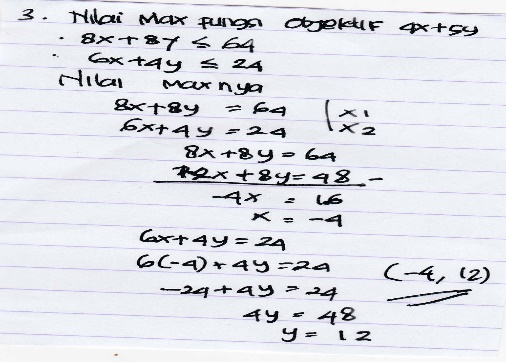 3. Nilai Max fungsi objektif 4x+5y
· 8x+8y ≤ 64
· 6x+4y ≤ 24
Nilai maxnya
8x+8y = 64 | x1
6x+4y = 24 | x2
8x+8y = 64
12x+8y = 48 -
-4x = 16
x = -4
6x+4y = 24
6(-4)+4y = 24 (-4, 12)
-24+4y = 24
4y = 48
y = 12